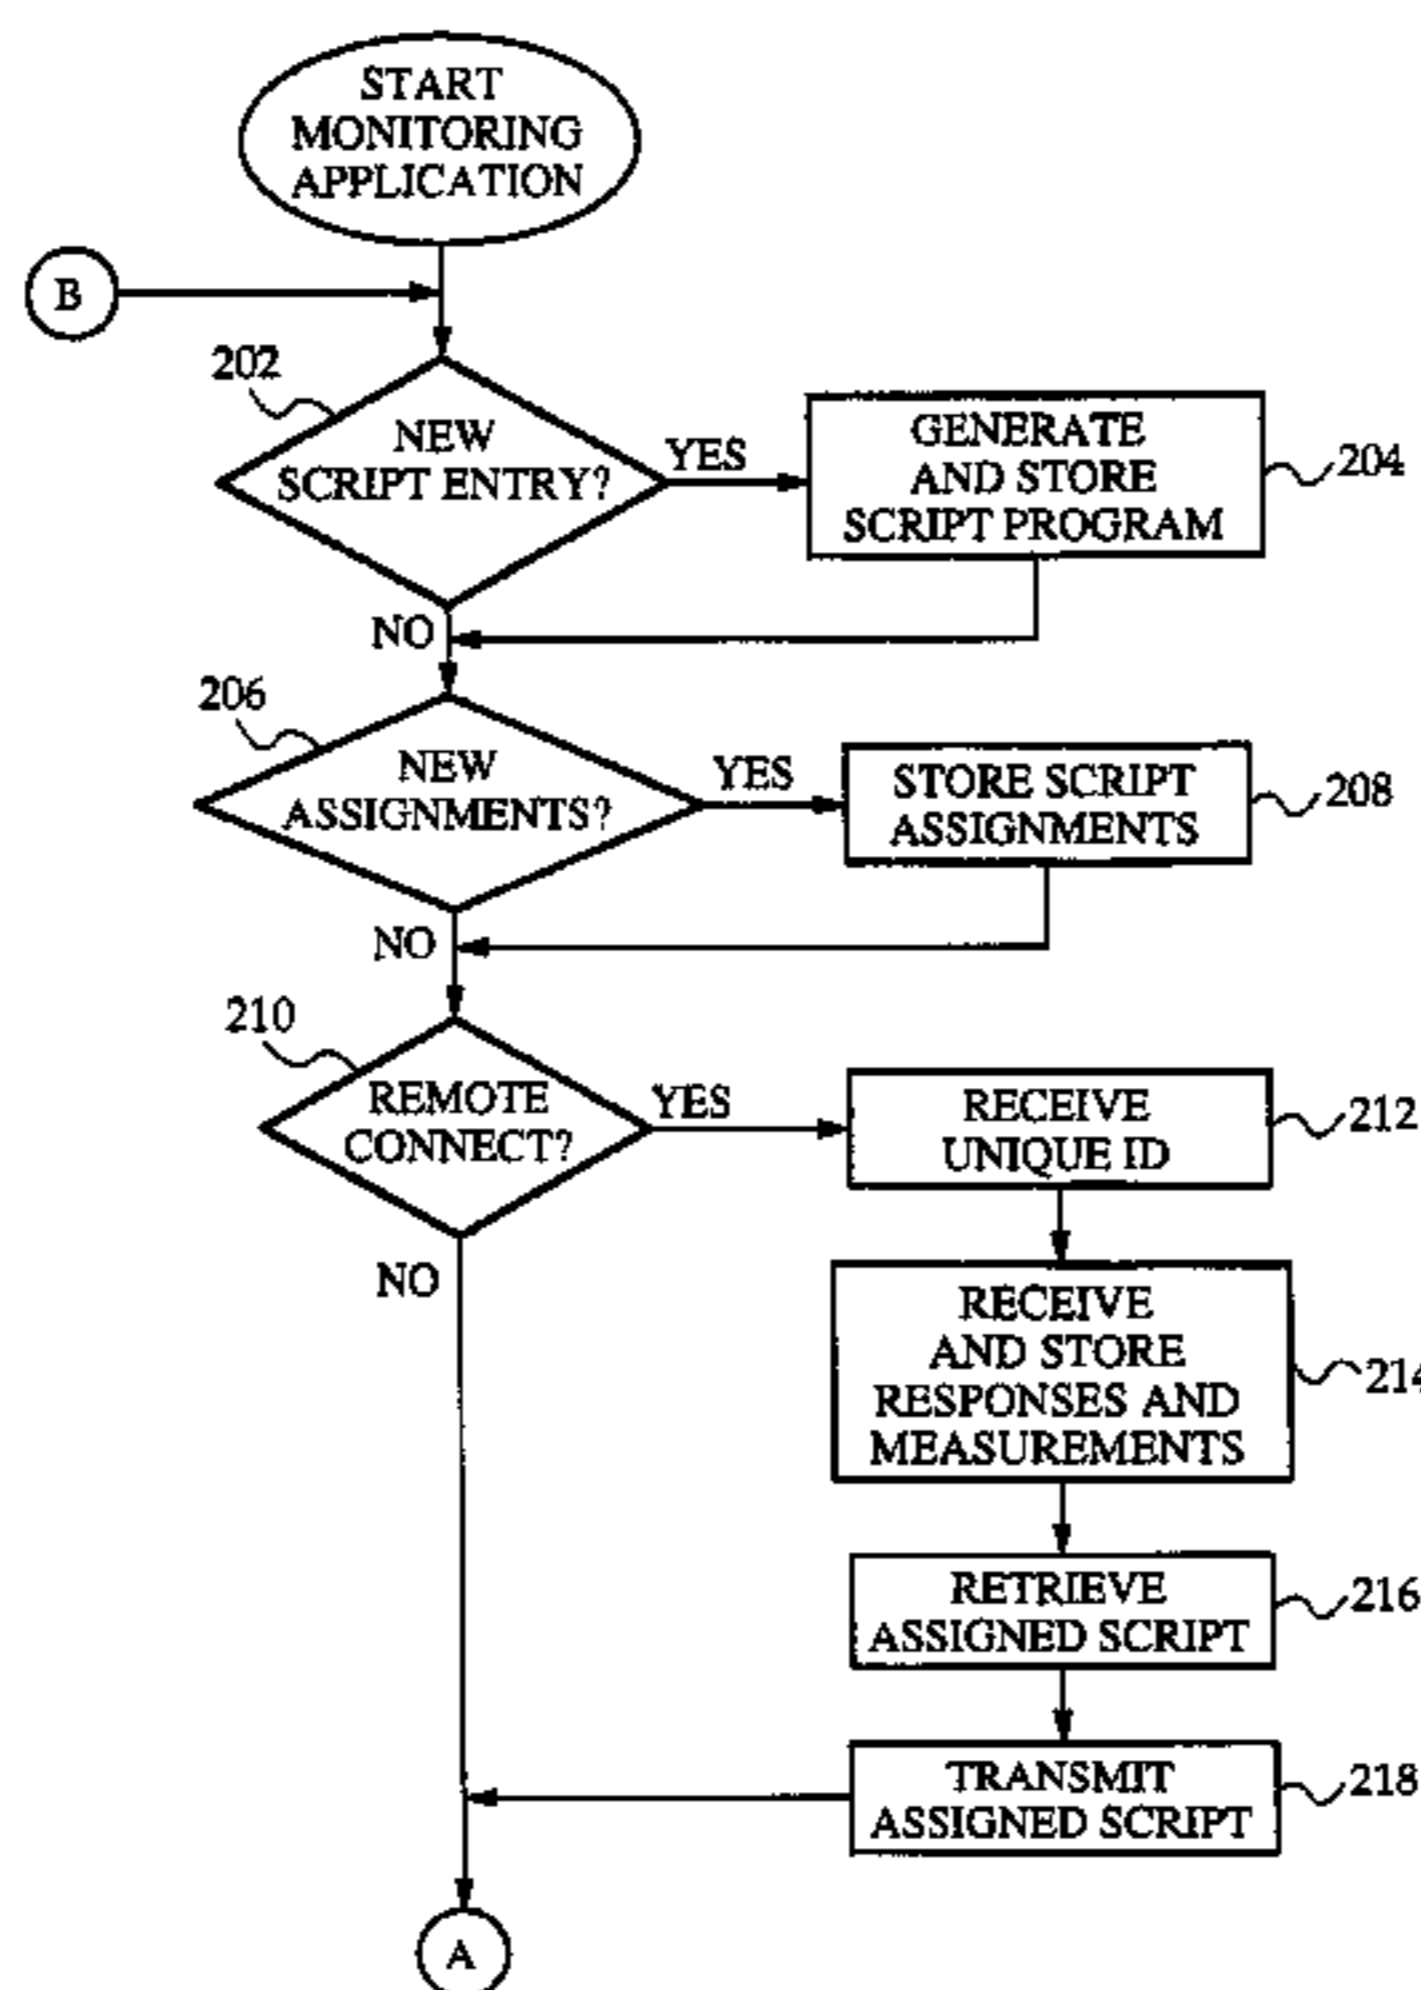 START
MONITORING
APPLICATION
B
202
NEW
SCRIPT ENTRY?
YES
GENERATE
AND STORE
SCRIPT PROGRAM
204
NO
206
NEW
ASSIGNMENTS?
YES
STORE SCRIPT
ASSIGNMENTS
208
NO
210
REMOTE
CONNECT?
YES
RECEIVE
UNIQUE ID
212
NO
RECEIVE
AND STORE
RESPONSES AND
MEASUREMENTS
214
RETRIEVE
ASSIGNED SCRIPT
216
TRANSMIT
ASSIGNED SCRIPT
218
A